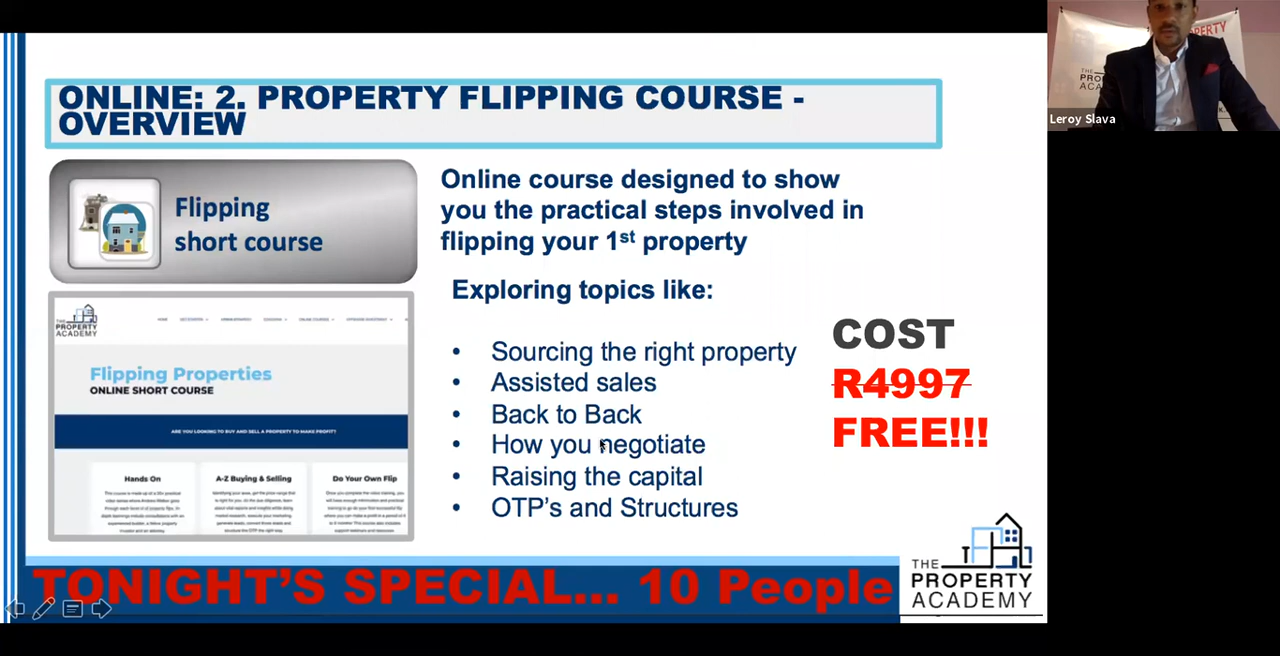 ONLINE: 2. PROPERTY FLIPPING COURSE -
OVERVIEW
Flipping
short course
Online course designed to show
you the practical steps involved in
flipping your 1st property
Exploring topics like:
• Sourcing the right property
• Assisted sales
• Back to Back
• How you negotiate
• Raising the capital
• OTP's and Structures
COST
R4997
FREE!!!
THE
PROPERTY
ACADEMY
HOME
Flipping Properties
ONLINE SHORT COURSE
ARE YOU LOOKING TO BUY AND SELL A PROPERTY TO MAKE PROFIT?
Hands On
A-Z Buying & Selling
Do Your Own Flip
TONIGHT'S SPECIAL... 10 People
THE
PROPERTY
ACADEMY
Leroy Slava